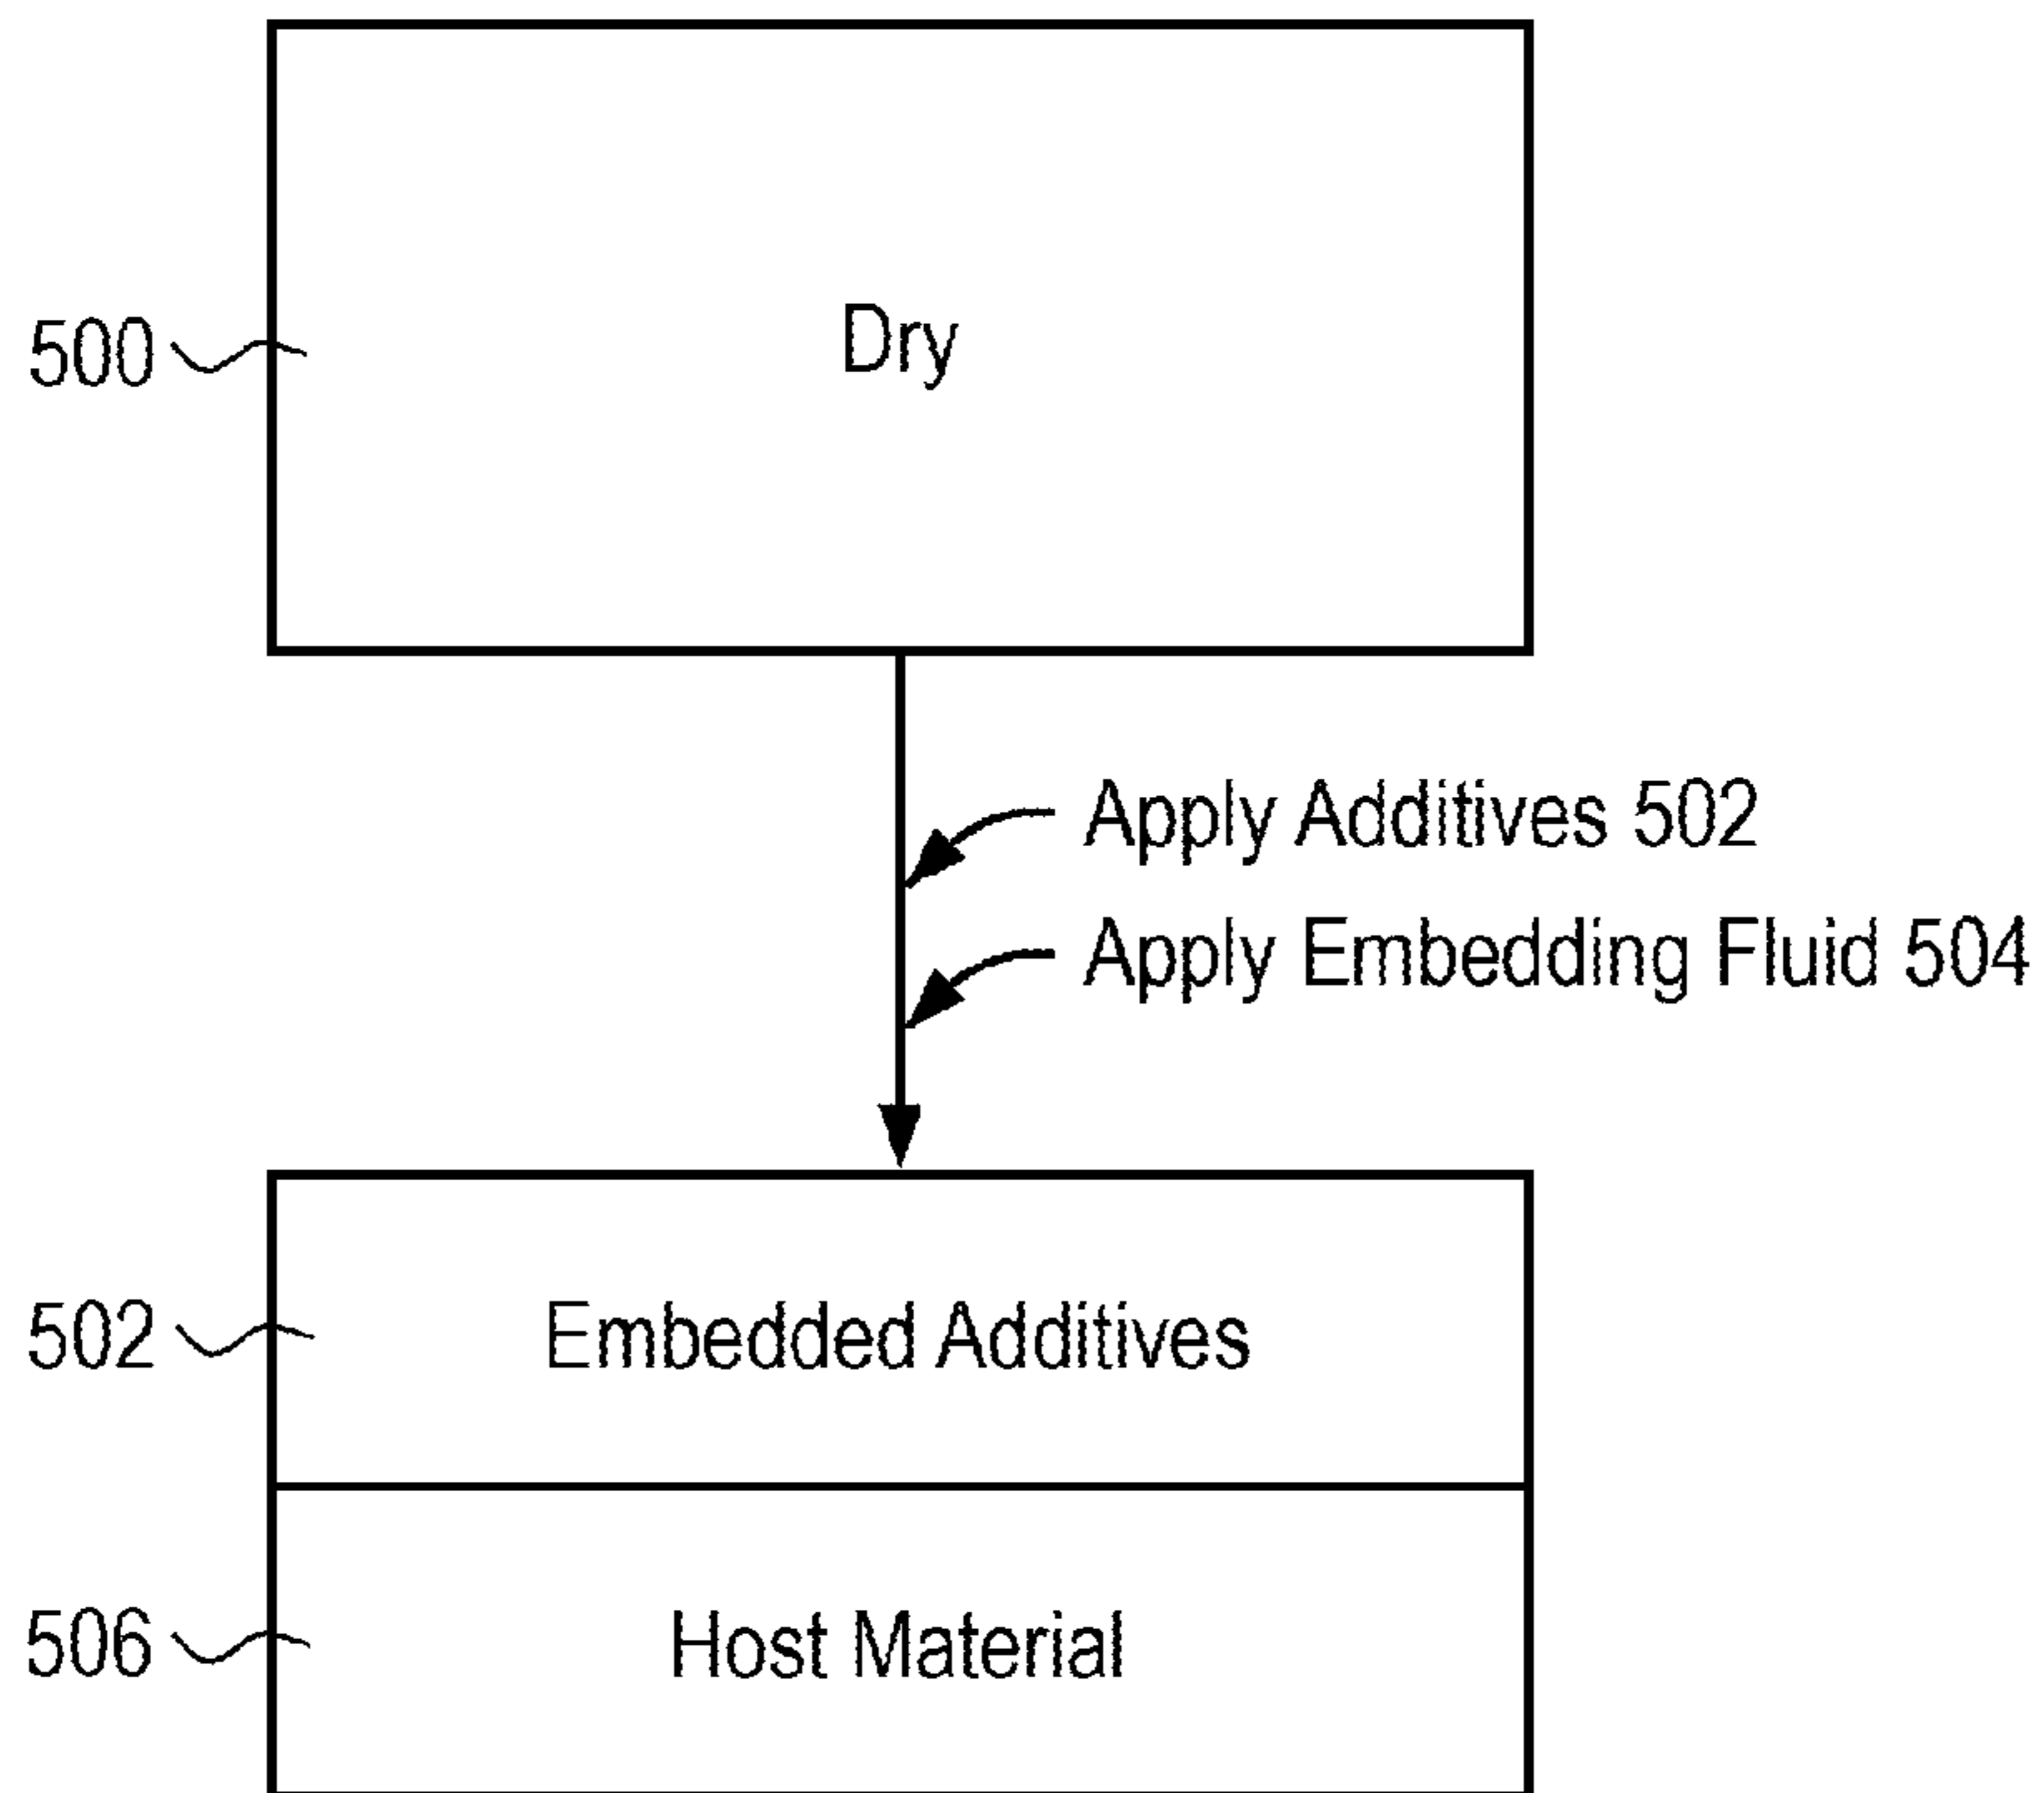 500
Dry
Apply Additives 502
Apply Embedding Fluid 504
502
Embedded Additives
506
Host Material